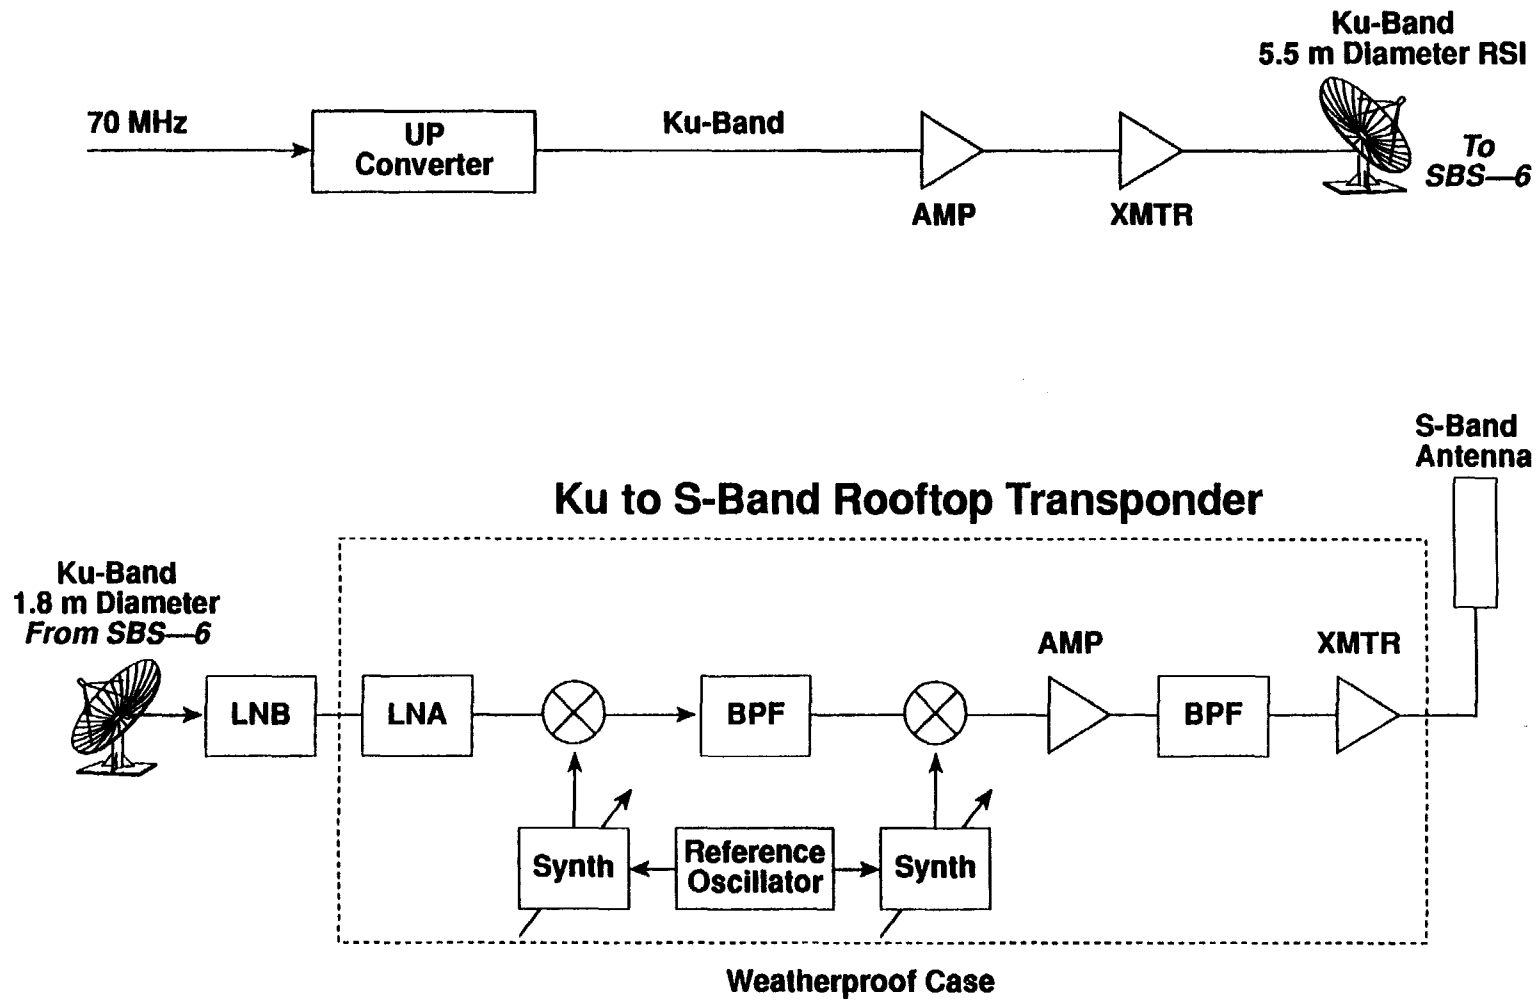 Ku-Band
5.5 m Diameter RSI
70 MHz
UP
Converter
Ku-Band
AMP
XMTR
To
SBS—6
S-Band
Antenna
Ku to S-Band Rooftop Transponder
Ku-Band
1.8 m Diameter
From SBS—6
LNB
LNA
BPF
AMP
BPF
XMTR
Synth
Reference
Oscillator
Synth
Weatherproof Case